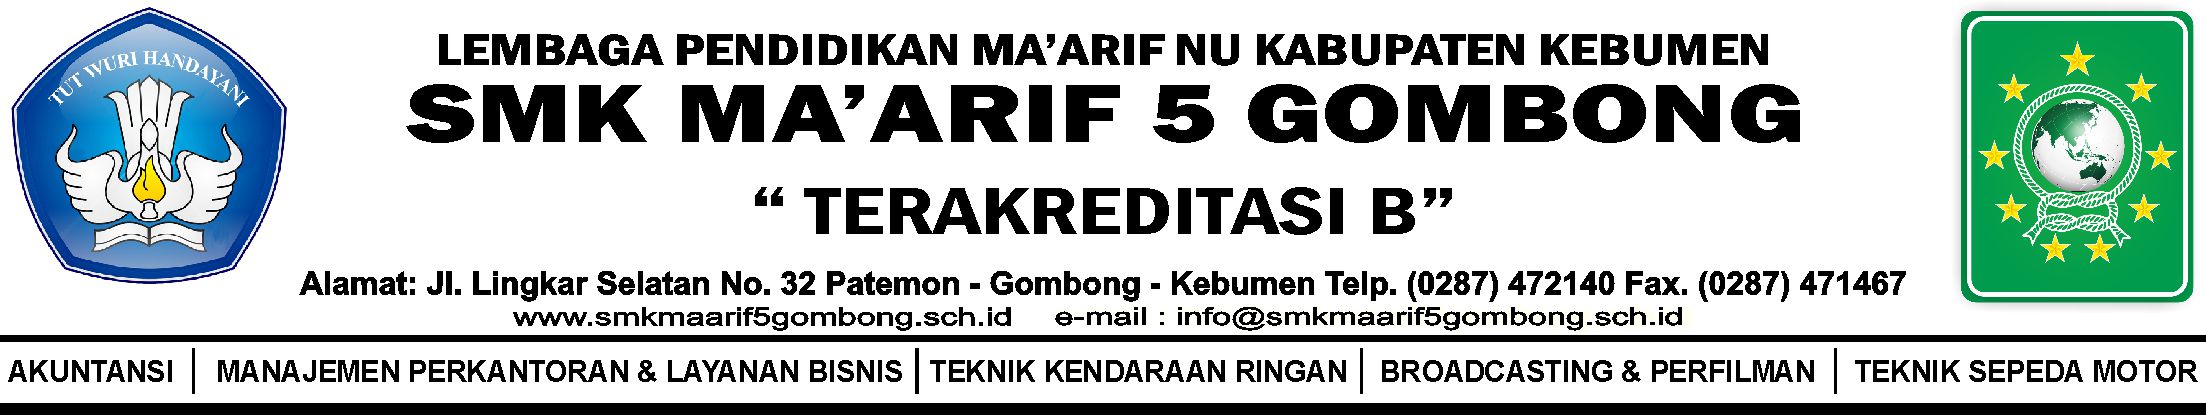 TUT WURI HANDAYANI
LEMBAGA PENDIDIKAN MA’ARIF NU KABUPATEN KEBUMEN
SMK MA’ARIF 5 GOMBONG
“ TERAKREDITASI B”
Alamat: Jl. Lingkar Selatan No. 32 Patemon - Gombong - Kebumen Telp. (0287) 472140 Fax. (0287) 471467
www.smkmaarif5gombong.sch.id e-mail : info@smkmaarif5gombong.sch.id
AKUNTANSI | MANAJEMEN PERKANTORAN & LAYANAN BISNIS | TEKNIK KENDARAAN RINGAN | BROADCASTING & PERFILMAN | TEKNIK SEPEDA MOTOR